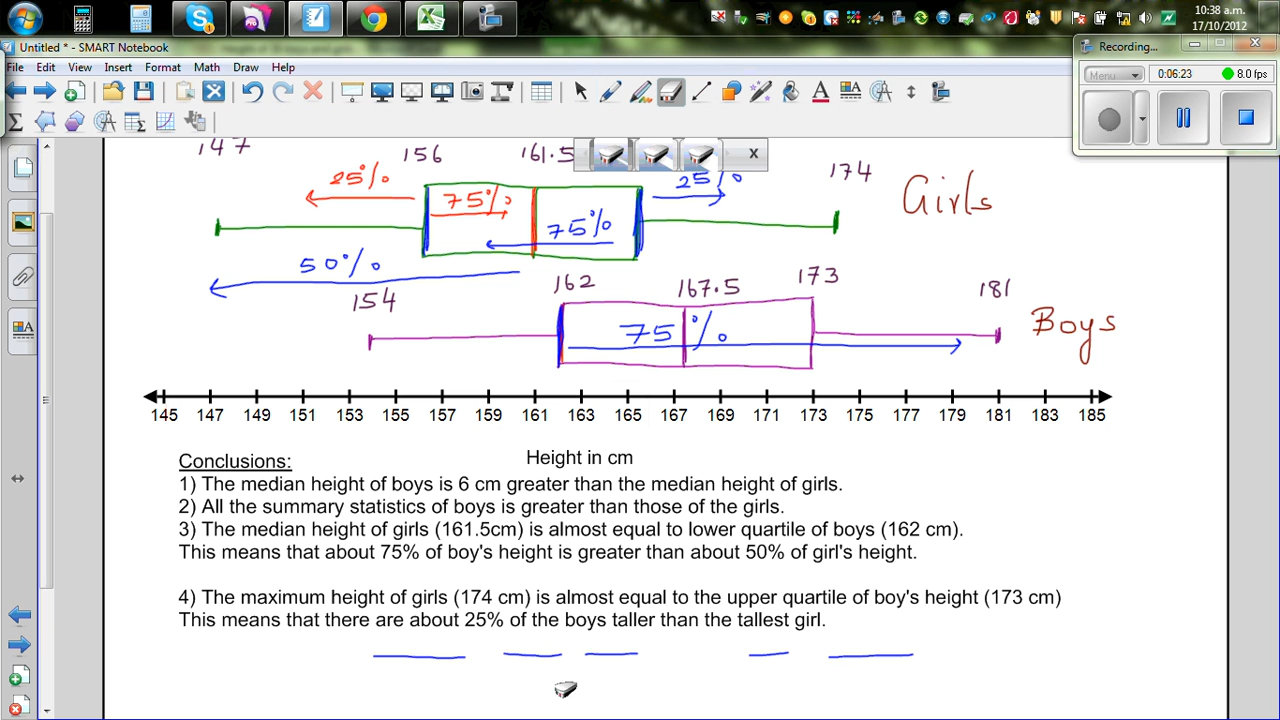 10:38 a.m.
17/10/2012
Untitled * - SMART Notebook
Recording...
File Edit View Insert Format Math Draw Help
Menu 0:06:23 8.0 fps
147 156 161.5 x 174
25% 75% 25% Girls
75%
50%
154 162 167.5 173 181
75 % Boys
145 147 149 151 153 155 157 159 161 163 165 167 169 171 173 175 177 179 181 183 185
Height in cm
Conclusions:
1) The median height of boys is 6 cm greater than the median height of girls.
2) All the summary statistics of boys is greater than those of the girls.
3) The median height of girls (161.5cm) is almost equal to lower quartile of boys (162 cm).
This means that about 75% of boy's height is greater than about 50% of girl's height.
4) The maximum height of girls (174 cm) is almost equal to the upper quartile of boy's height (173 cm)
This means that there are about 25% of the boys taller than the tallest girl.